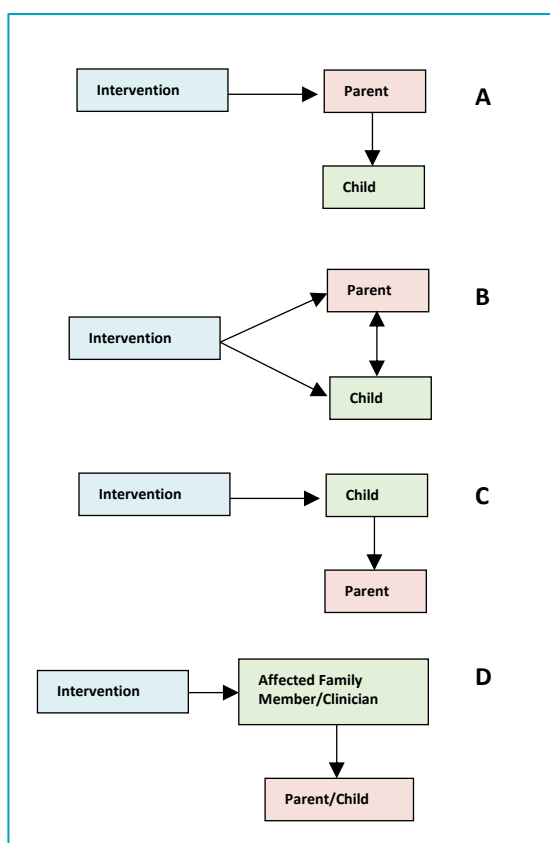 Intervention
Parent
A
Child
Parent
B
Intervention
Child
Intervention
Child
C
Parent
Affected Family
Member/Clinician
D
Intervention
Parent/Child